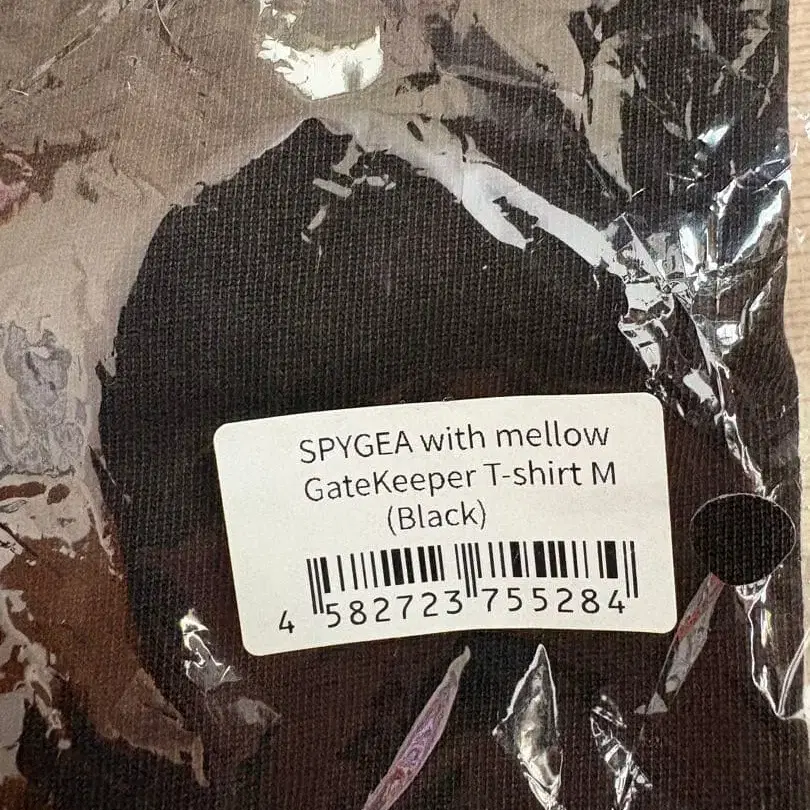 SPYGEA with mellow
GateKeeper T-shirt M
(Black)
4 582723 755284